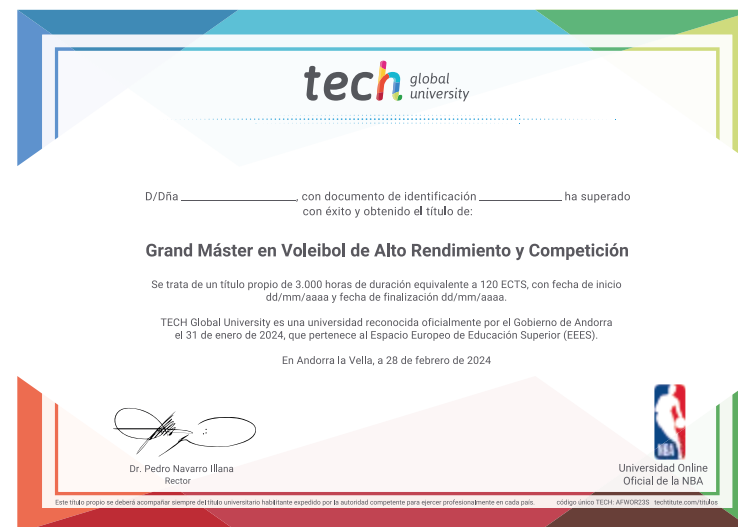 tech global university
D/Dña ______________, con documento de identificación ______________ ha superado
con éxito y obtenido el título de:
Grand Máster en Voleibol de Alto Rendimiento y Competición
Se trata de un título propio de 3.000 horas de duración equivalente a 120 ECTS, con fecha de inicio
dd/mm/aaaa y fecha de finalización dd/mm/aaaa.
TECH Global University es una universidad reconocida oficialmente por el Gobierno de Andorra
el 31 de enero de 2024, que pertenece al Espacio Europeo de Educación Superior (EEES).
En Andorra la Vella, a 28 de febrero de 2024
Dr. Pedro Navarro Illana
Rector
NBA
Universidad Online
Oficial de la NBA
Este título propio se deberá acompañar siempre del título universitario habilitante expedido por la autoridad competente para ejercer profesionalmente en cada país. código único TECH: AFWOR23S techtitute.com/titulos